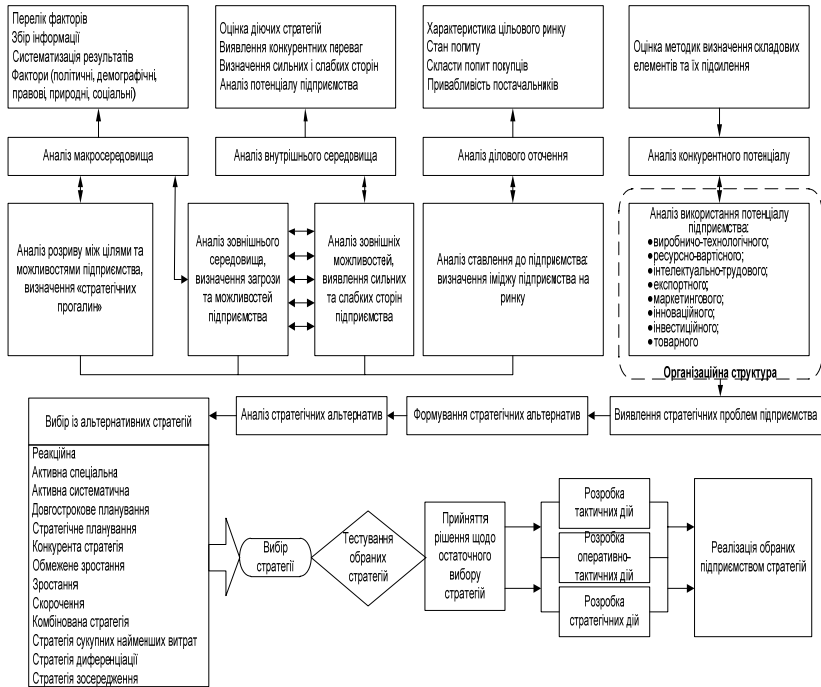 Перелік факторів
Збір інформації
Систематизація результатів
Фактори (політичні, демографічні,
правові, природні, соціальні)
Оцінка діючих стратегій
Виявлення конкурентних переваг
Визначення сильних і слабких сторін
Аналіз потенціалу підприємства
Характеристика цільового ринку
Стан попиту
Скласти попит покупців
Привабливість постачальників
Оцінка методик визначення складових
елементів та їх підсилення
Аналіз макросередовища
Аналіз внутрішнього середовища
Аналіз ділового оточення
Аналіз конкурентного потенціалу
Аналіз розриву між цілями та
можливостями підприємства,
визначення «стратегічних
прогалин»
Аналіз зовнішнього
середовища,
визначення загрози
та можливостей
підприємства
Аналіз зовнішніх
можливостей,
виявлення сильних
та слабких сторін
підприємства
Аналіз ставлення до підприємства:
визначення іміджу підприємства на
ринку
Аналіз використання потенціалу
підприємства:
•виробничо-технологічного;
•ресурсно-вартісного;
•інтелектуально-трудового;
•експортного;
•маркетингового;
•інноваційного;
•інвестиційного;
•товарного
Організаційна структура
Вибір із альтернативних стратегій
Аналіз стратегічних альтернатив
Формування стратегічних альтернатив
Виявлення стратегічних проблем підприємства
Реакційна
Активна спеціальна
Активна систематична
Довгострокове планування
Стратегічне планування
Конкурента стратегія
Обмежене зростання
Зростання
Скорочення
Комбінована стратегія
Стратегія сукупних найменших витрат
Стратегія диференціації
Стратегія зосередження
Вибір
стратегії
Тестування
обраних
стратегій
Прийняття
рішення щодо
остаточного
вибору
стратегій
Розробка
тактичних дій
Розробка
оперативно-
тактичних дій
Розробка
стратегічних дій
Реалізація обраних
підприємством стратегій